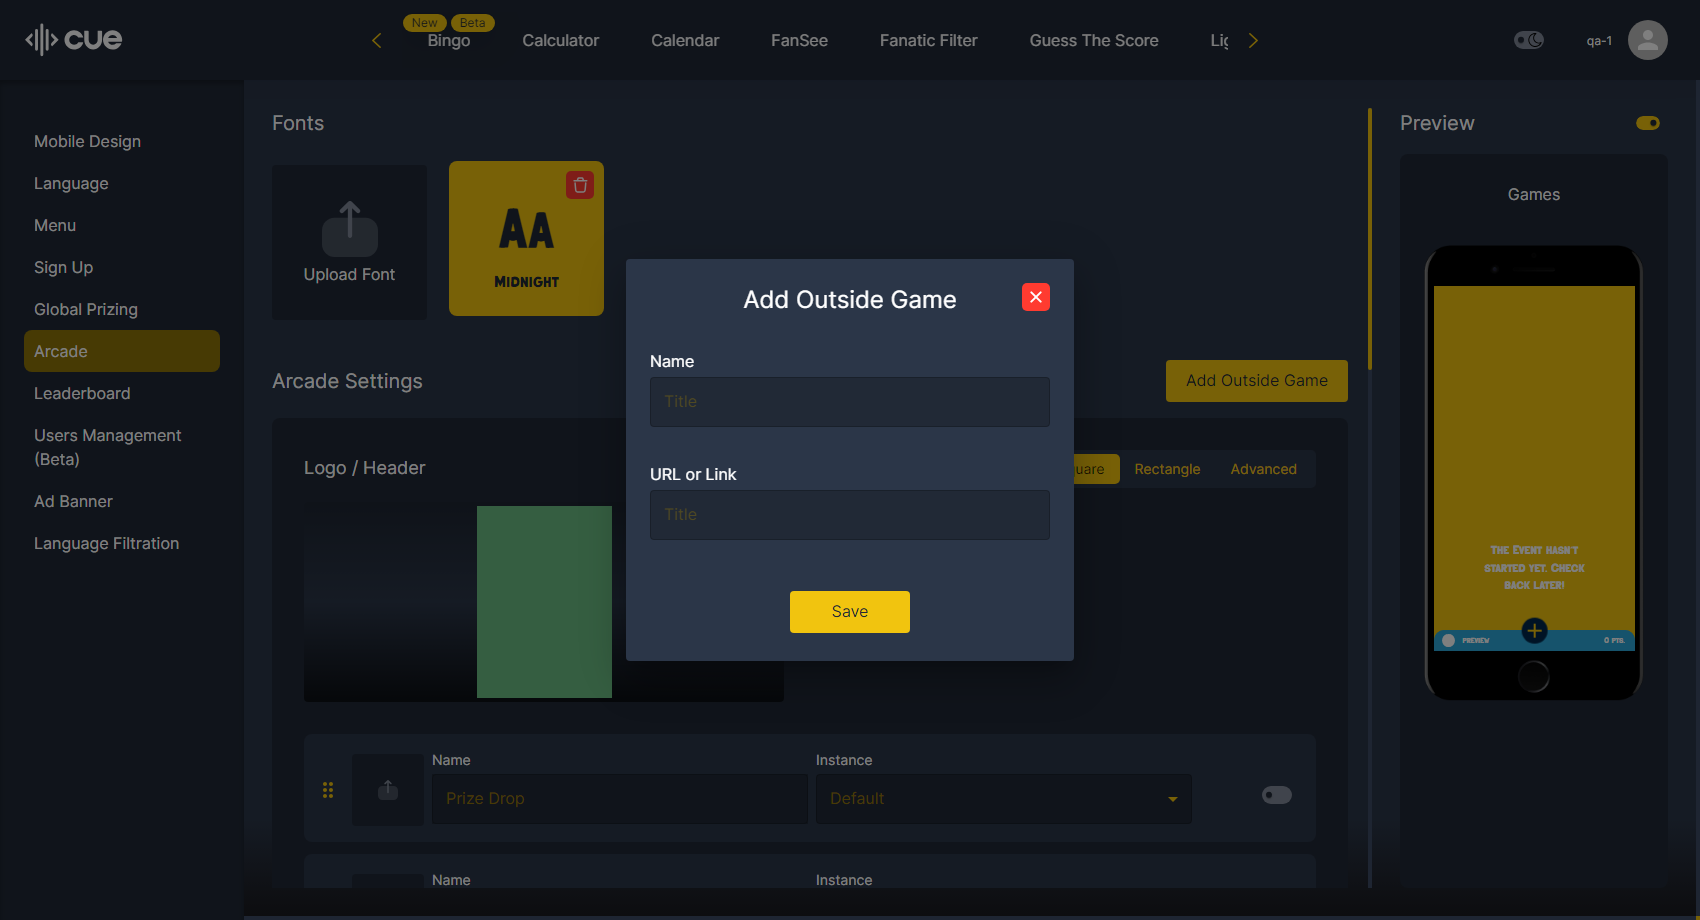 cue
New
Beta
Bingo
Calculator
Calendar
FanSee
Fanatic Filter
Guess The Score
qa-1
Mobile Design
Language
Menu
Sign Up
Global Prizing
Arcade
Leaderboard
Users Management
(Beta)
Ad Banner
Language Filtration
Fonts
Upload Font
AA
MIDNIGHT
Arcade Settings
Add Outside Game
Logo / Header
Rectangle
Advanced
Add Outside Game
Name
Title
URL or Link
Title
Save
Name
Prize Drop
Instance
Default
Name
Instance
Preview
Games
THE EVENT HASN'T
STARTED YET. CHECK
BACK LATER!
PREVIEW
0 PTS.